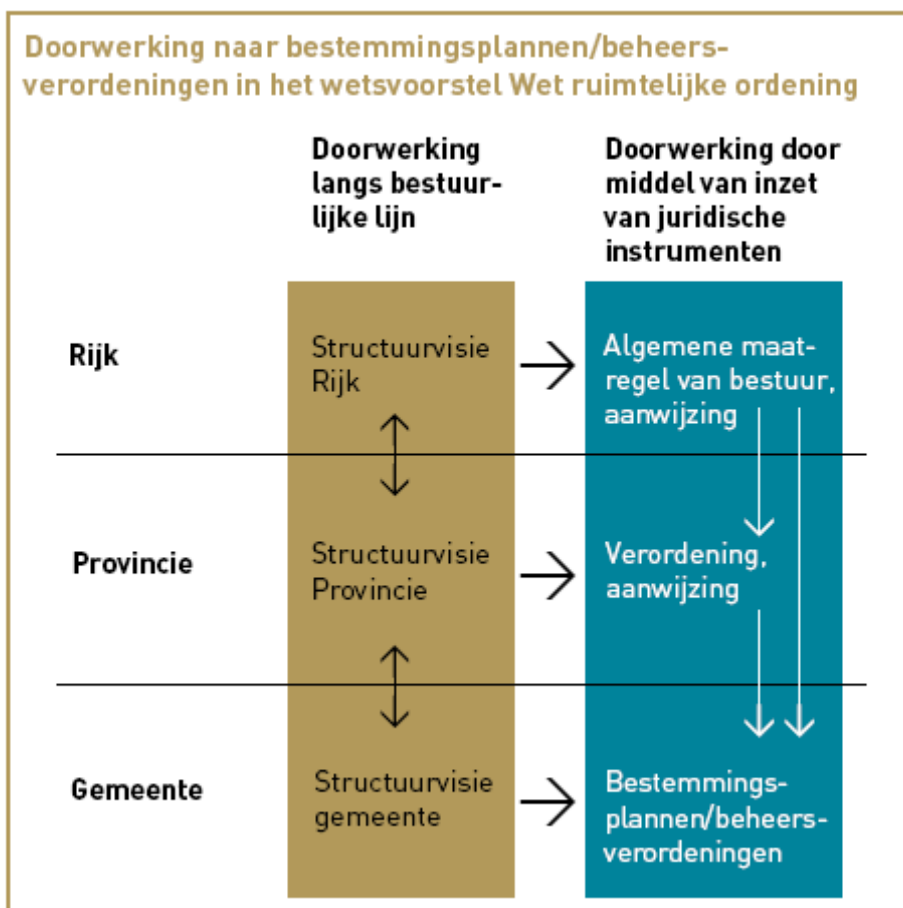 Doorwerking naar bestemmingsplannen/beheers-
verordeningen in het wetsvoorstel Wet ruimtelijke ordening
Doorwerking
langs bestuur-
lijke lijn
Doorwerking door
middel van inzet
van juridische
instrumenten
Rijk
Structuurvisie
Rijk
Algemene maat-
regel van bestuur,
aanwijzing
Provincie
Structuurvisie
Provincie
Verordening,
aanwijzing
Gemeente
Structuurvisie
gemeente
Bestemmings-
plannen/beheers-
verordeningen